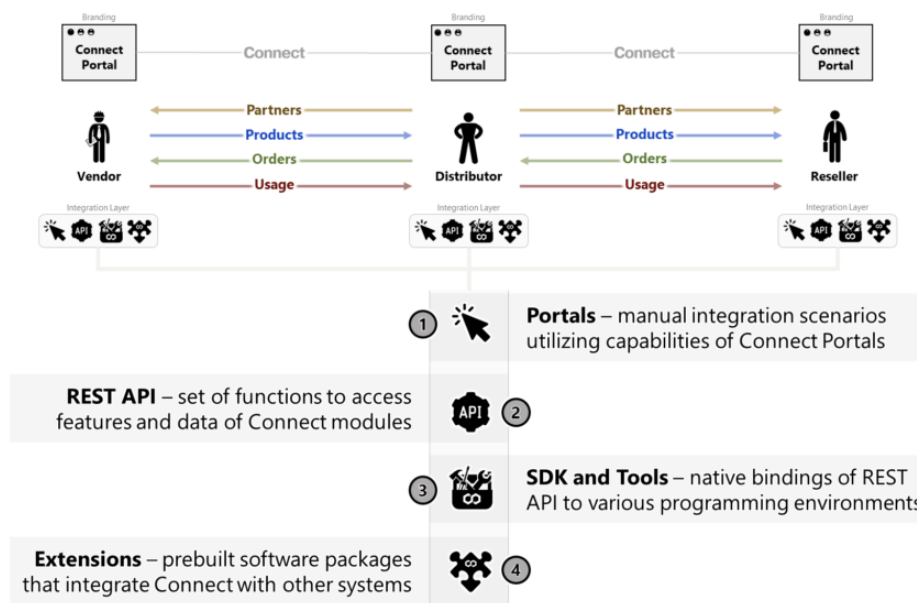 Branding
Branding
Branding
Connect
Portal
Connect
Connect
Portal
Connect
Connect
Portal
Partners
Partners
Products
Products
Orders
Orders
Vendor
Distributor
Reseller
Usage
Usage
Integration Layer
Integration Layer
Integration Layer
API
API
API
1
Portals – manual integration scenarios
utilizing capabilities of Connect Portals
REST API – set of functions to access
features and data of Connect modules
API
2
3
SDK and Tools – native bindings of REST
API to various programming environments
Extensions – prebuilt software packages
that integrate Connect with other systems
4